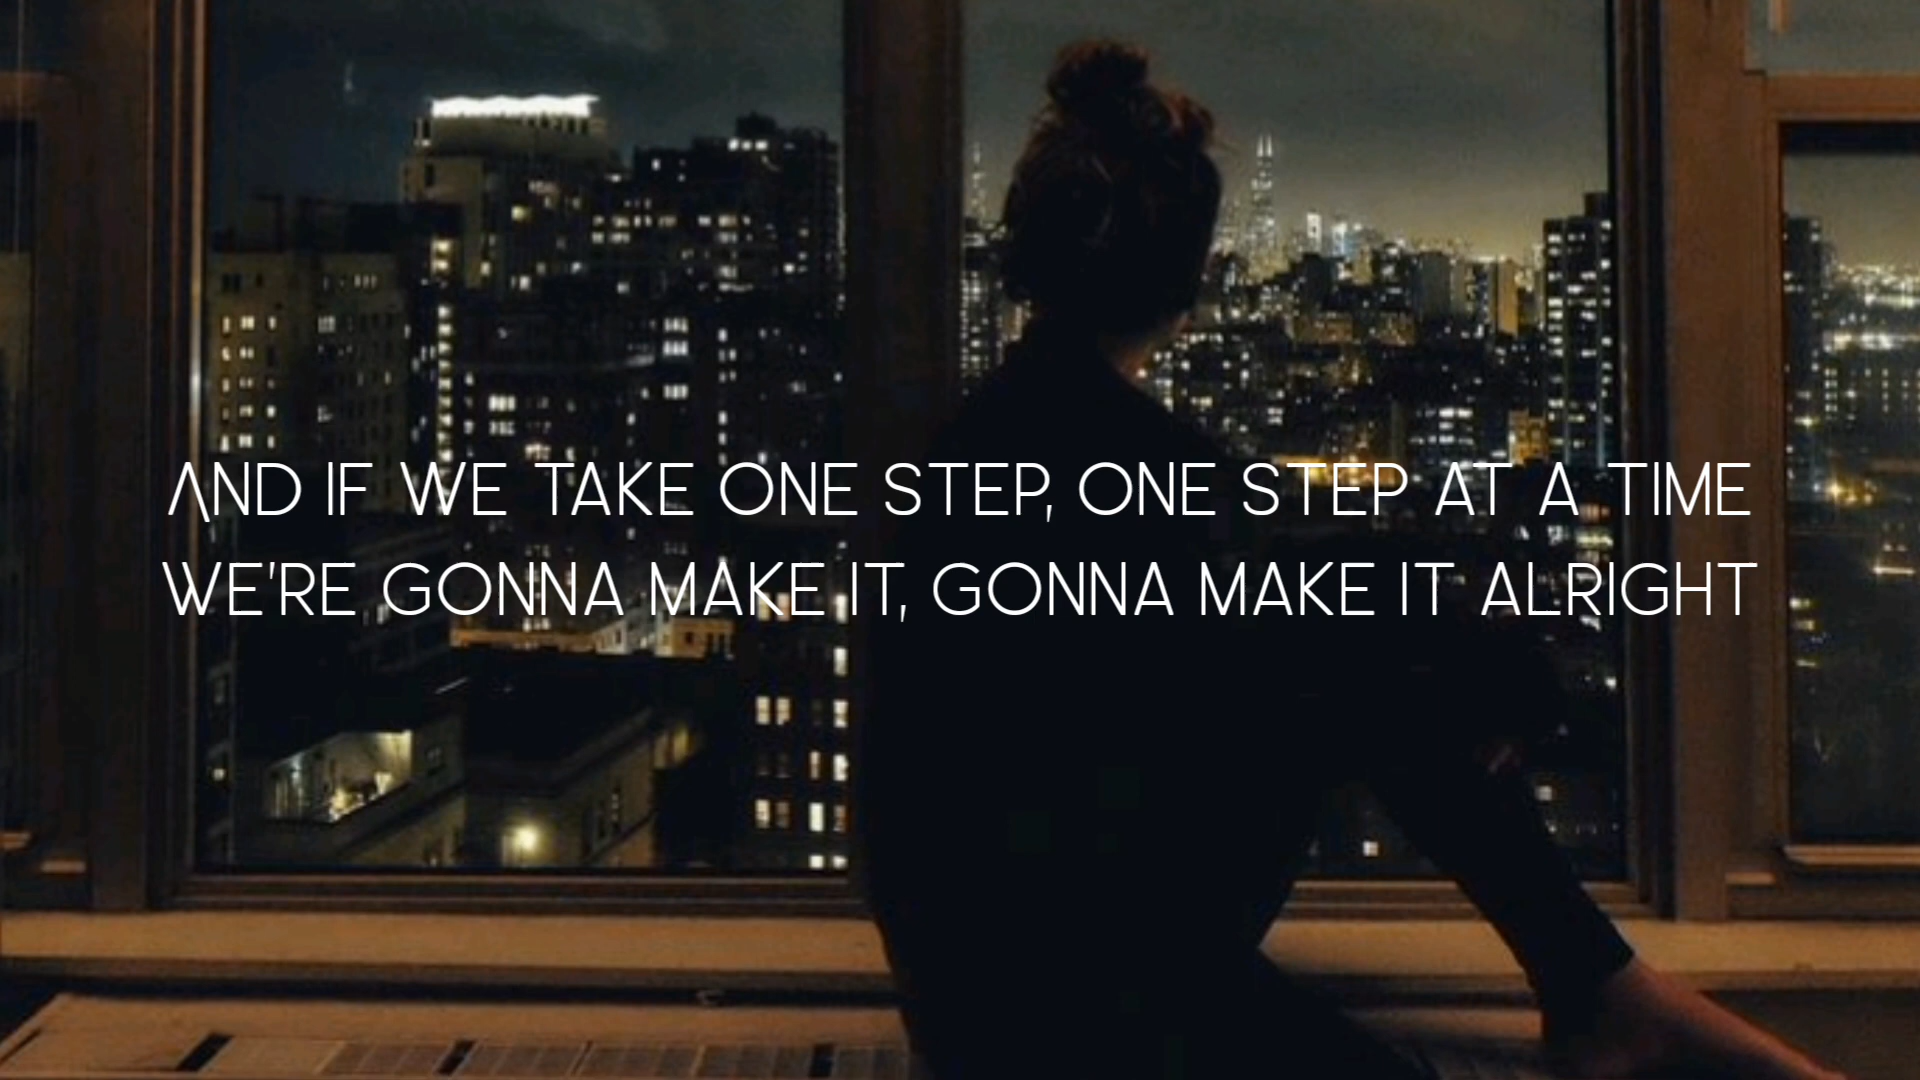 AND IF WE TAKE ONE STEP, ONE STEP AT A TIME
WE'RE GONNA MAKE IT, GONNA MAKE IT ALRIGHT